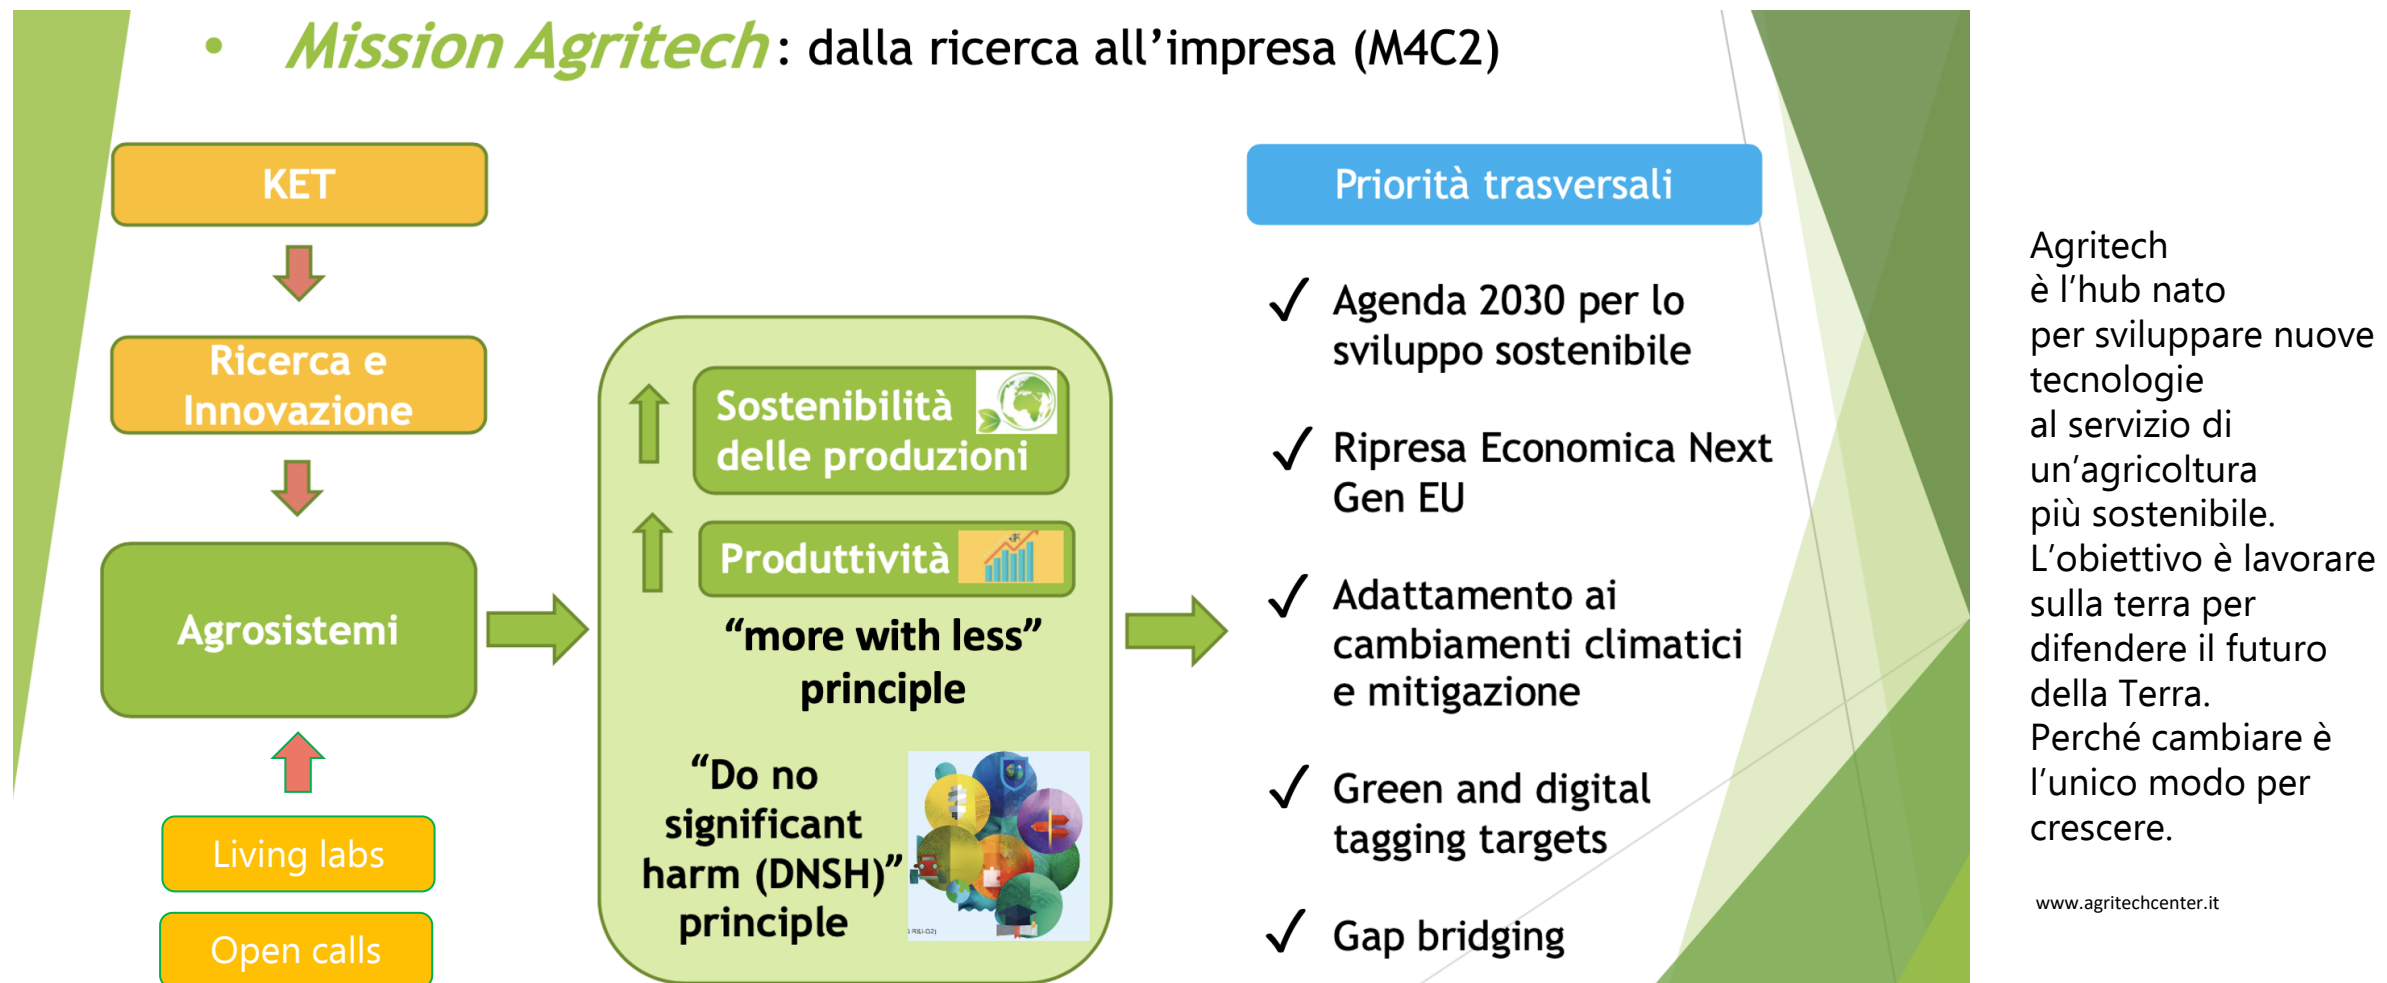 • Mission Agritech: dalla ricerca all’impresa (M4C2)
KET
Ricerca e
Innovazione
Agrosistemi
Living labs
Open calls
Sostenibilità
delle produzioni
Produttività
“more with less”
principle
“Do no
significant
harm (DNSH)”
principle
R&I-G2)
Priorità trasversali
✓ Agenda 2030 per lo
sviluppo sostenibile
✓ Ripresa Economica Next
Gen EU
✓ Adattamento ai
cambiamenti climatici
e mitigazione
✓ Green and digital
tagging targets
✓ Gap bridging
Agritech
è l’hub nato
per sviluppare nuove
tecnologie
al servizio di
un’agricoltura
più sostenibile.
L’obiettivo è lavorare
sulla terra per
difendere il futuro
della Terra.
Perché cambiare è
l’unico modo per
crescere.
www.agritechcenter.it